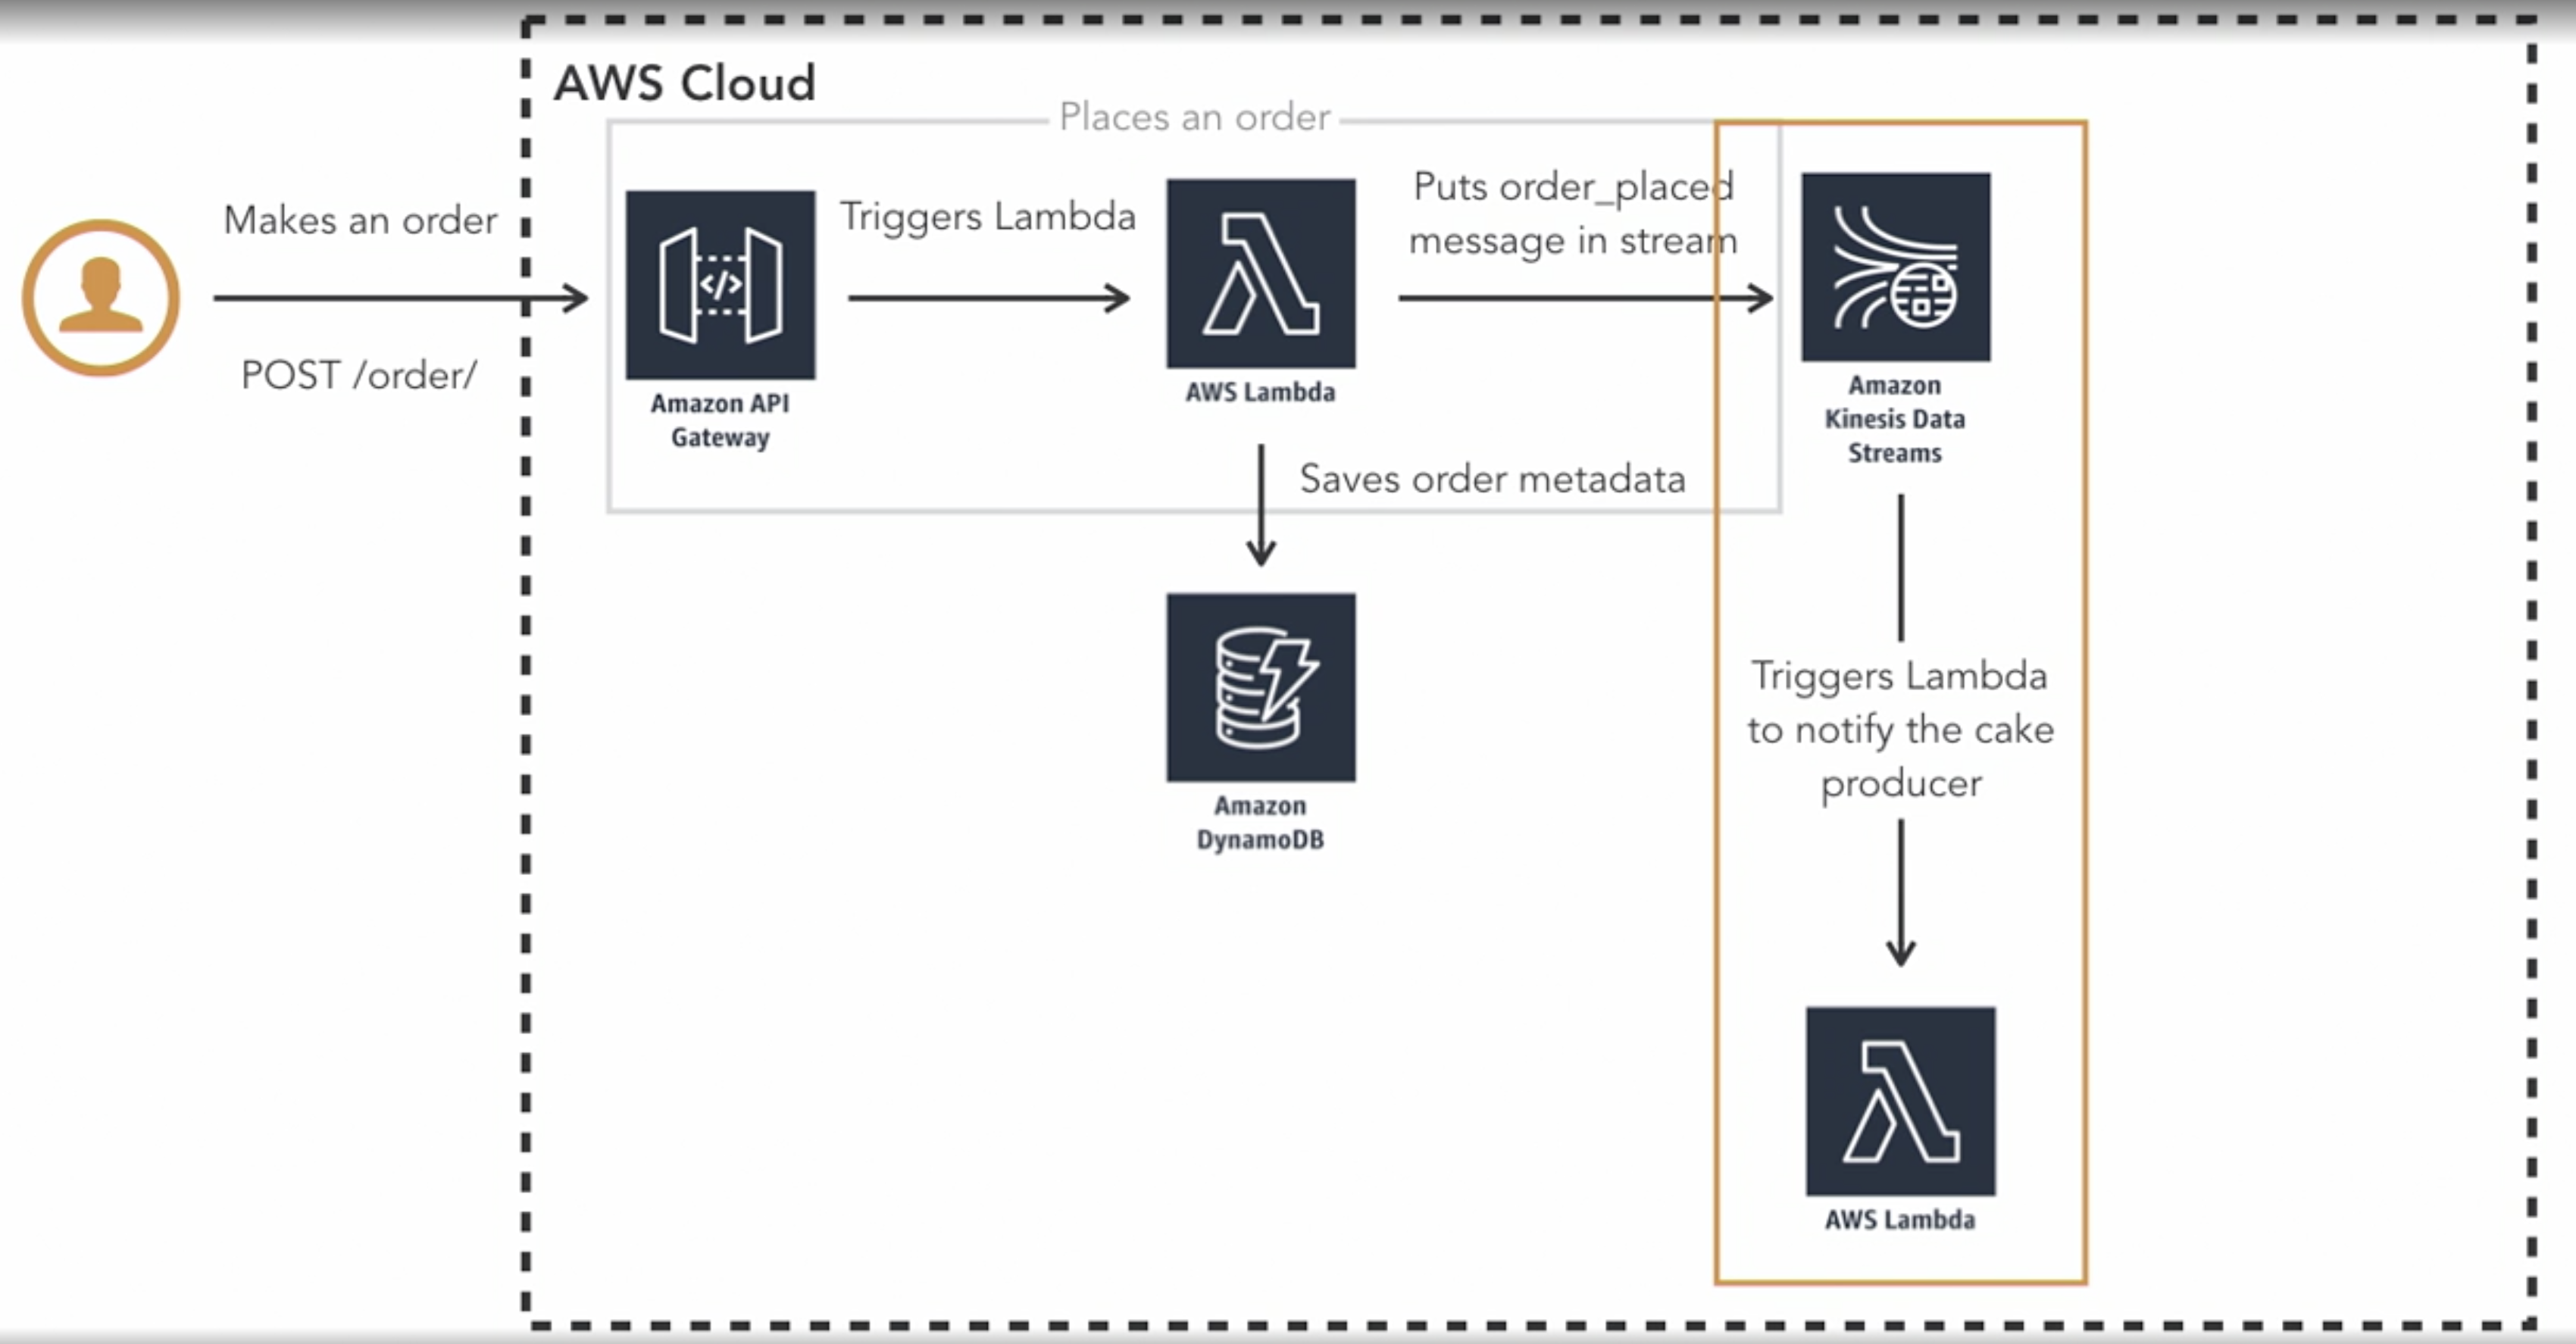 AWS Cloud
Places an order
Makes an order
POST /order/
Amazon API
Gateway
Triggers Lambda
AWS Lambda
Puts order_placed
message in stream
Amazon
Kinesis Data
Streams
Saves order metadata
Amazon
DynamoDB
Triggers Lambda
to notify the cake
producer
AWS Lambda